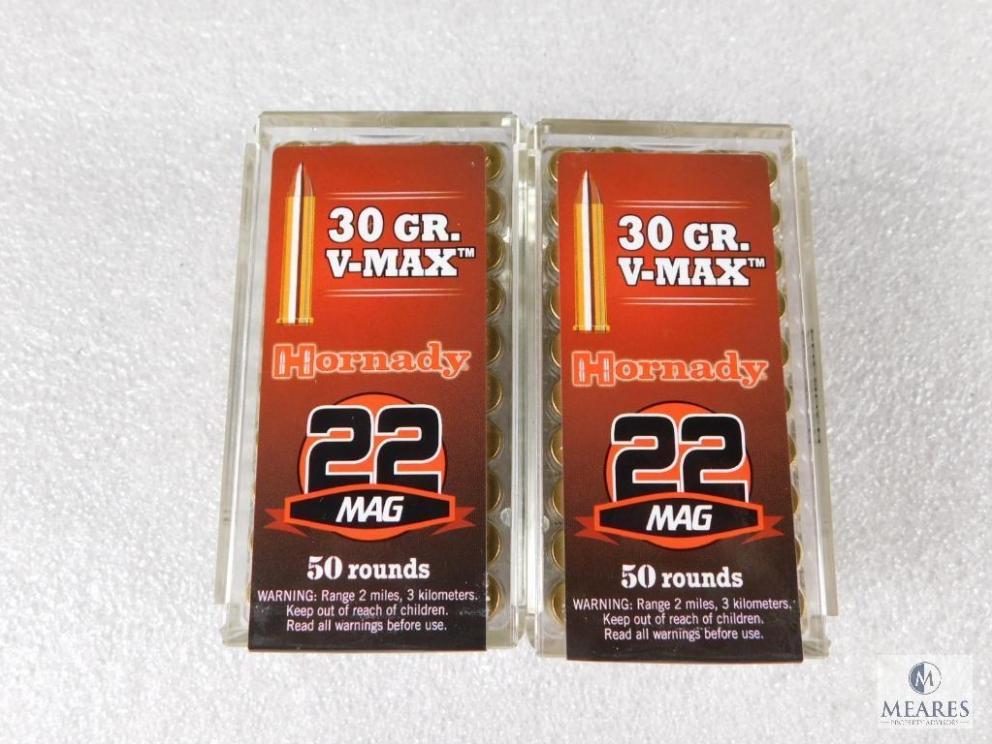 30 GR.
V-MAX™
Hornady
22
MAG
50 rounds
WARNING: Range 2 miles, 3 kilometers.
Keep out of reach of children.
Read all warnings before use.
30 GR.
V-MAX™
Hornady
22
MAG
50 rounds
WARNING: Range 2 miles, 3 kilometers.
Keep out of reach of children.
Read all warnings before use.
M
MEARES
PROPERTY ADVISORS